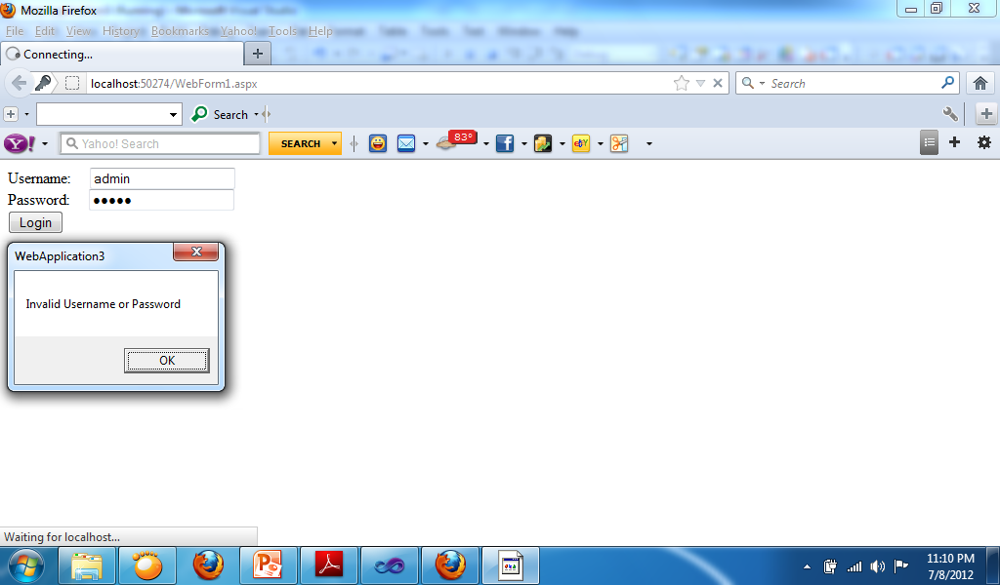 Mozilla Firefox
File Edit View History Bookmarks Yahoo! Tools Help
Connecting...
localhost:50274/WebForm1.aspx
Search
Search
Y! Yahoo! Search SEARCH 83°
Username: admin
Password: •••••
Login
WebApplication3
Invalid Username or Password
OK
Waiting for localhost...
11:10 PM
7/8/2012